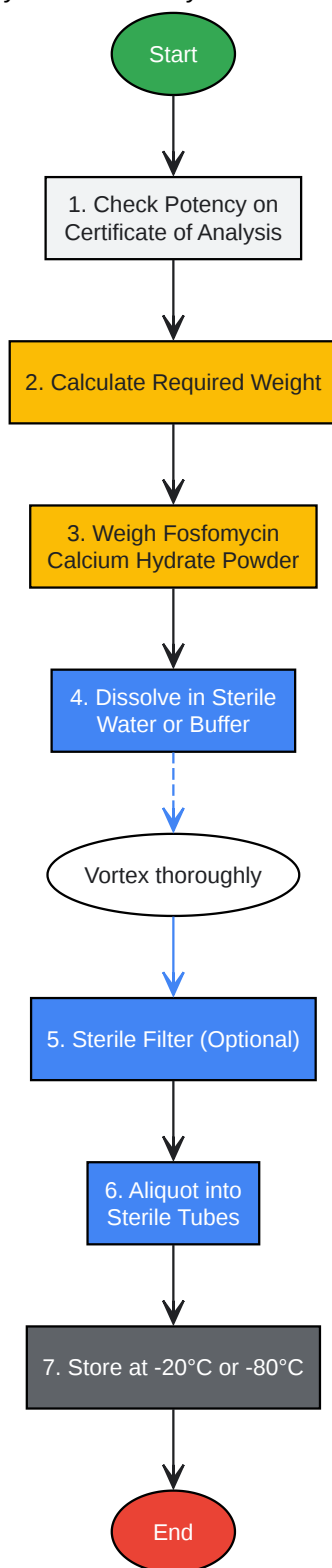 Start
1. Check Potency on
Certificate of Analysis
2. Calculate Required Weight
3. Weigh Fosfomycin
Calcium Hydrate Powder
4. Dissolve in Sterile
Water or Buffer
Vortex thoroughly
5. Sterile Filter (Optional)
6. Aliquot into
Sterile Tubes
7. Store at -20°C or -80°C
End